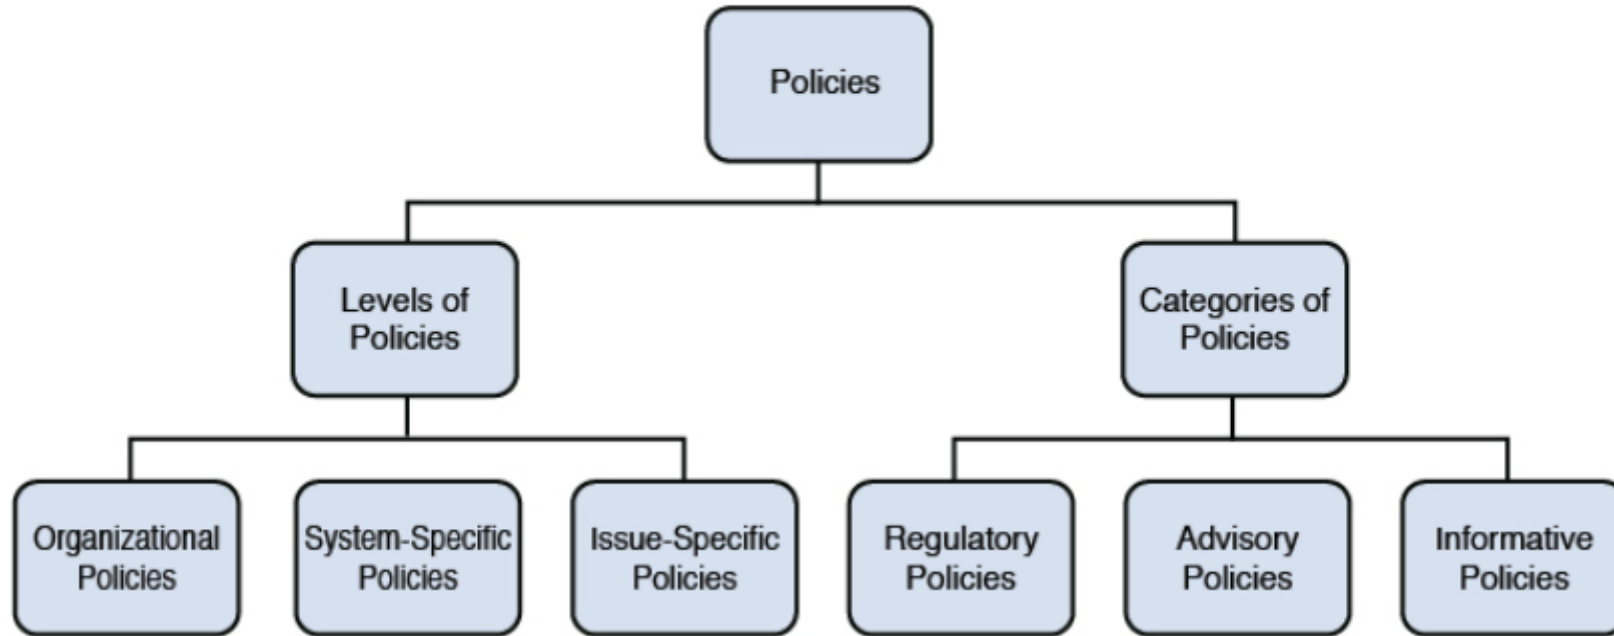 Policies
Levels of
Policies
Categories of
Policies
Organizational
Policies
System-Specific
Policies
Issue-Specific
Policies
Regulatory
Policies
Advisory
Policies
Informative
Policies